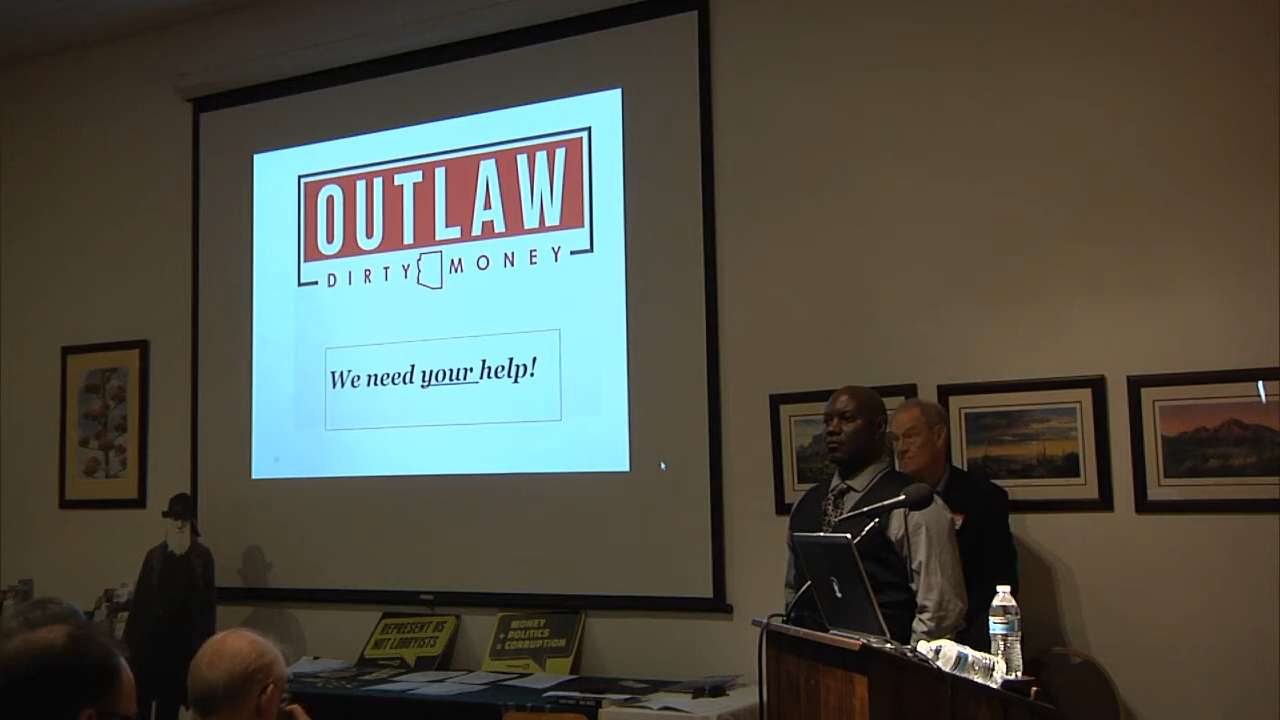 OUTLAW
DIRTY MONEY
We need your help!
REPRESENT US
NOT LOBBYISTS
MONEY
+ POLITICS
= CORRUPTION